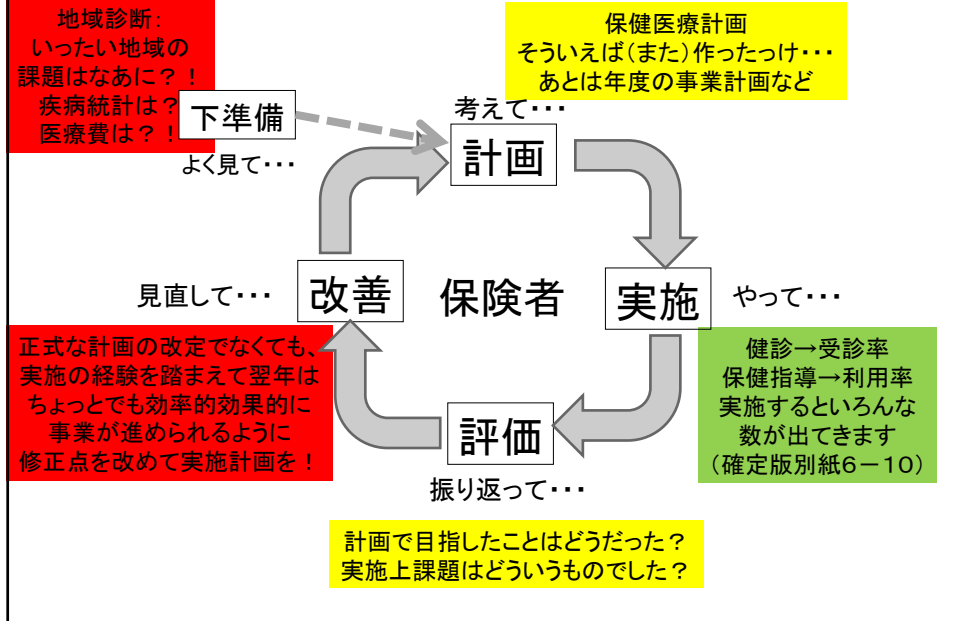 地域診断：
いったい地域の
課題はなあに？！
疾病統計は？
医療費は？！
下準備
よく見て・・・
保健医療計画
そういえば（また）作ったっけ・・・
あとは年度の事業計画など
考えて・・・
計画
見直して・・・
改善
保険者
実施
やって・・・
正式な計画の改定でなくても、
実施の経験を踏まえて翌年は
ちょっとでも効率的効果的に
事業が進められるように
修正点を改めて実施計画を！
健診→受診率
保健指導→利用率
実施するといろんな
数が出てきます
（確定版別紙６－１０）
評価
振り返って・・・
計画で目指したことはどうだった？
実施上課題はどういうものでした？